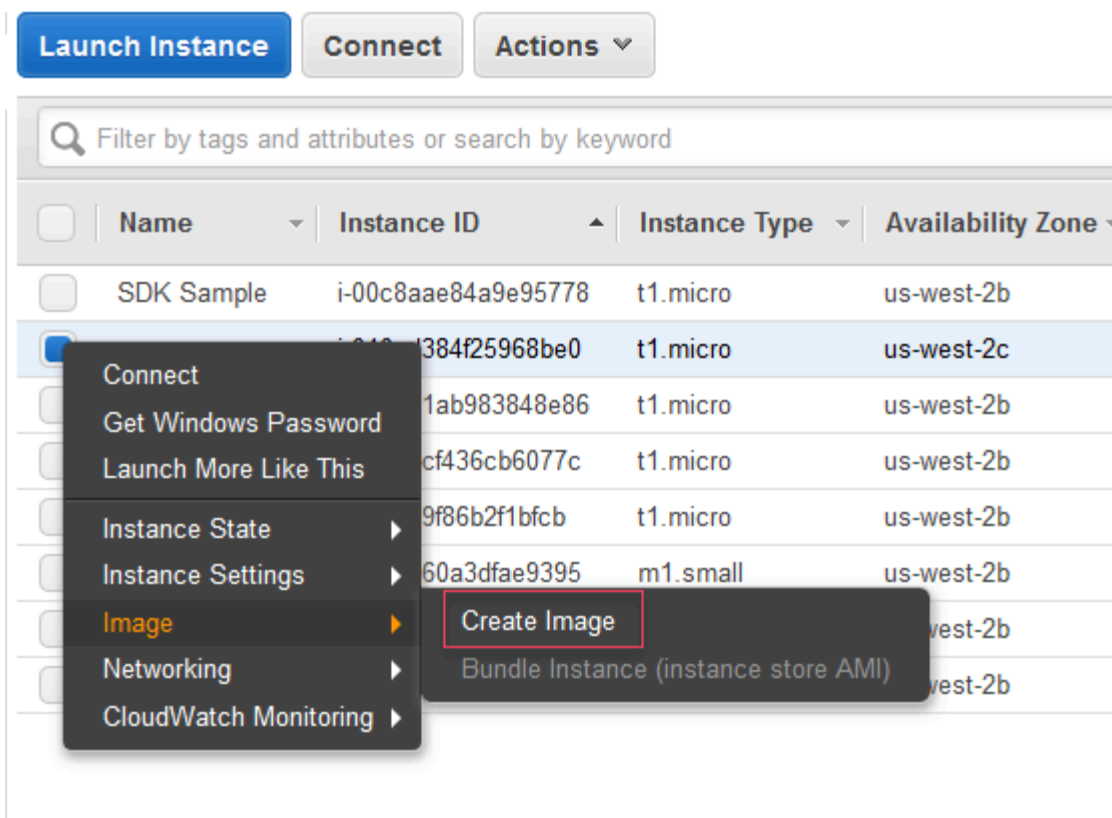 Launch Instance Connect Actions
Filter by tags and attributes or search by keyword
Name Instance ID Instance Type Availability Zone
SDK Sample i-00c8aae84a9e95778 t1.micro us-west-2b
384f25968be0 t1.micro us-west-2c
Connect
1ab983848e86 t1.micro us-west-2b
Get Windows Password
cf436cb6077c t1.micro us-west-2b
Launch More Like This
9f86b2f1bfcb t1.micro us-west-2b
Instance State
60a3dfae9395 m1.small us-west-2b
Instance Settings
Image Create Image west-2b
Networking Bundle Instance (instance store AMI) west-2b
CloudWatch Monitoring